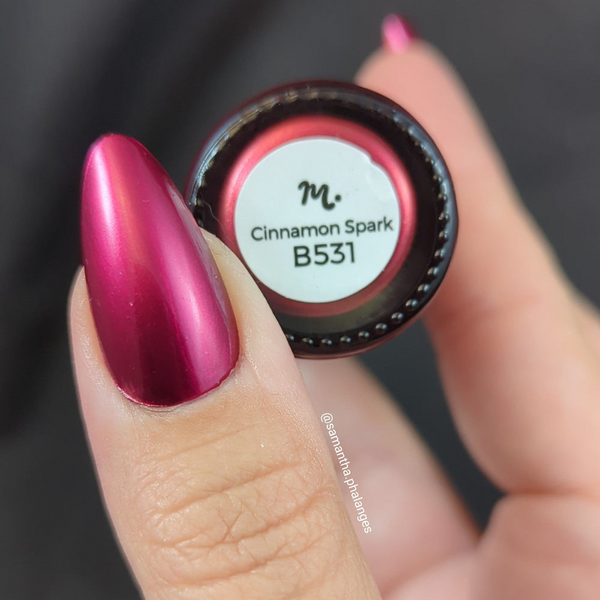 m.
Cinnamon Spark
B531
@samantha.phalanges